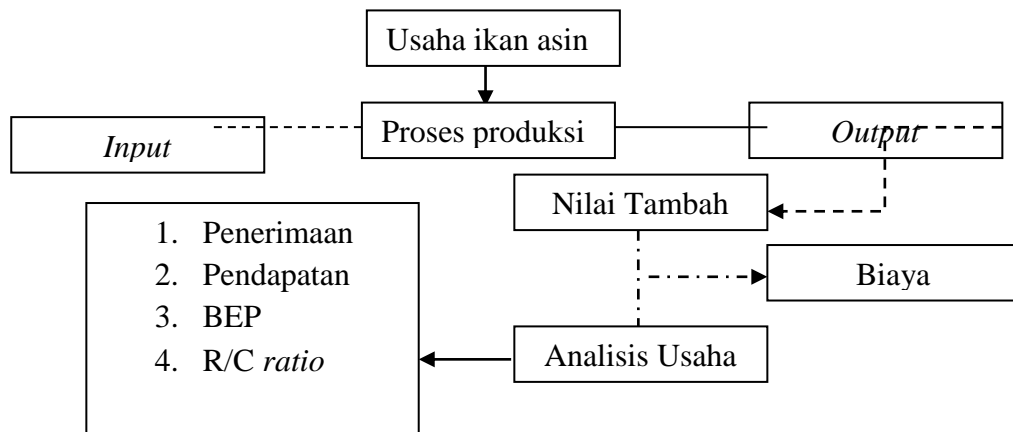 Usaha ikan asin
Proses produksi
Input
Output
Nilai Tambah
Biaya
1. Penerimaan
2. Pendapatan
3. BEP
4. R/C ratio
Analisis Usaha